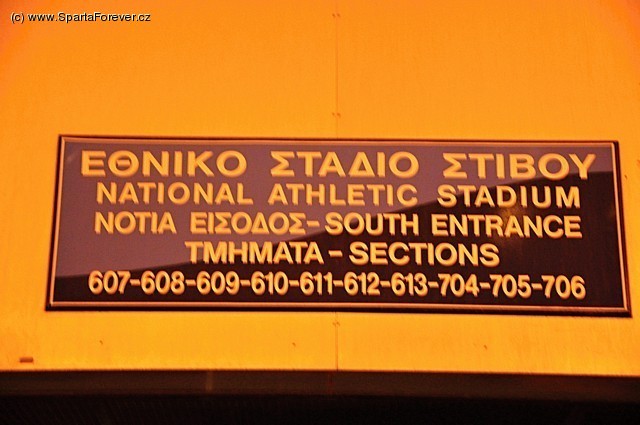 (c) www.SpartaForever.cz
ΕΘΝΙΚΟ ΣΤΑΔΙΟ ΣΤΙΒΟΥ
NATIONAL ATHLETIC STADIUM
ΝΟΤΙΑ ΕΙΣΟΔΟΣ-SOUTH ENTRANCE
ΤΜΗΜΑΤΑ-SECTIONS
607-608-609-610-611-612-613-704-705-706